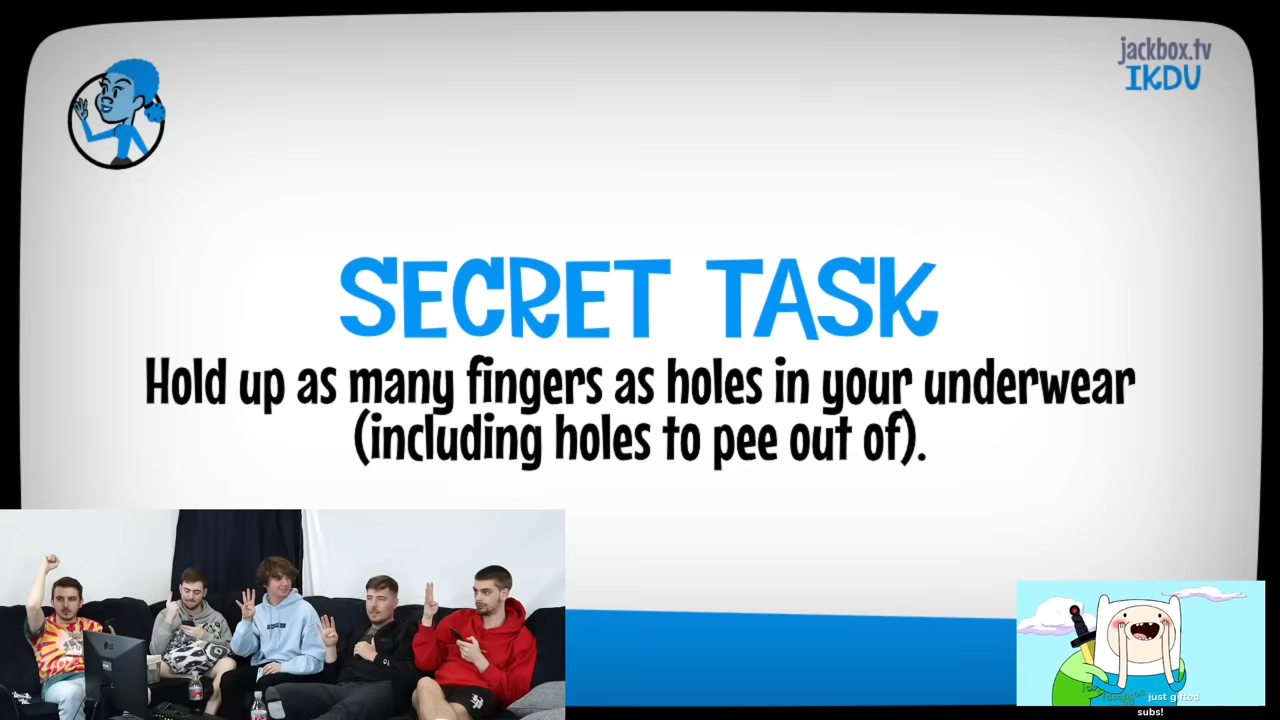 jackbox.tv
IKDU
SECRET TASK
Hold up as many fingers as holes in your underwear
(including holes to pee out of).
LG
just gifted
subs!